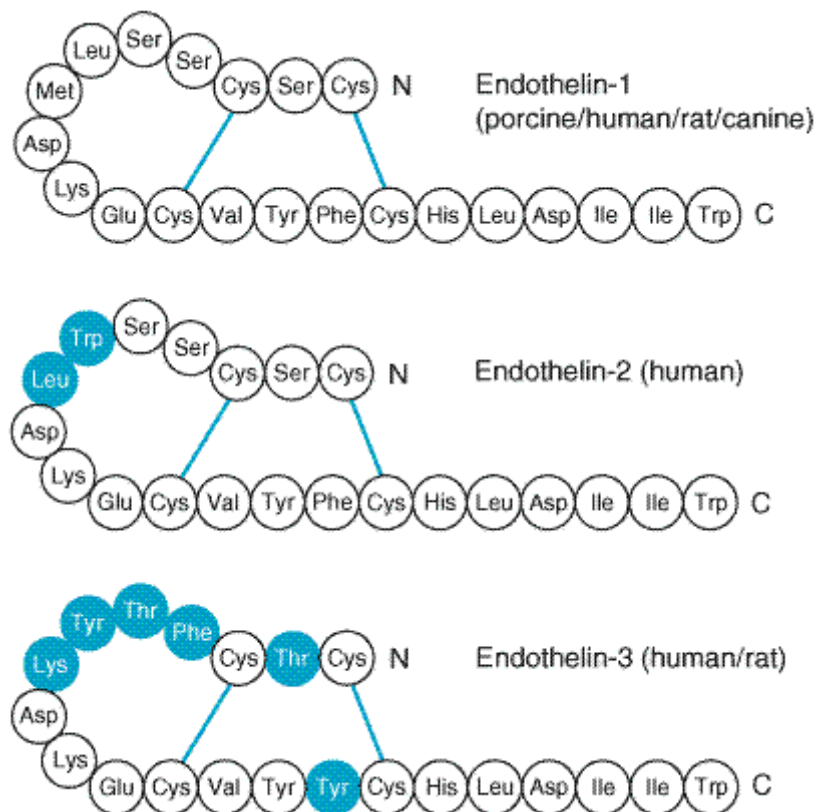 Met Leu Ser Ser Cys Ser Cys N
Endothelin-1
(porcine/human/rat/canine)
Asp Lys Glu Cys Val Tyr Phe Cys His Leu Asp Ile Ile Trp C
Leu Trp Ser Ser Cys Ser Cys N
Endothelin-2 (human)
Asp Lys Glu Cys Val Tyr Phe Cys His Leu Asp Ile Ile Trp C
Lys Tyr Thr Phe Cys Thr Cys N
Endothelin-3 (human/rat)
Asp Lys Glu Cys Val Tyr Tyr Cys His Leu Asp Ile Ile Trp C